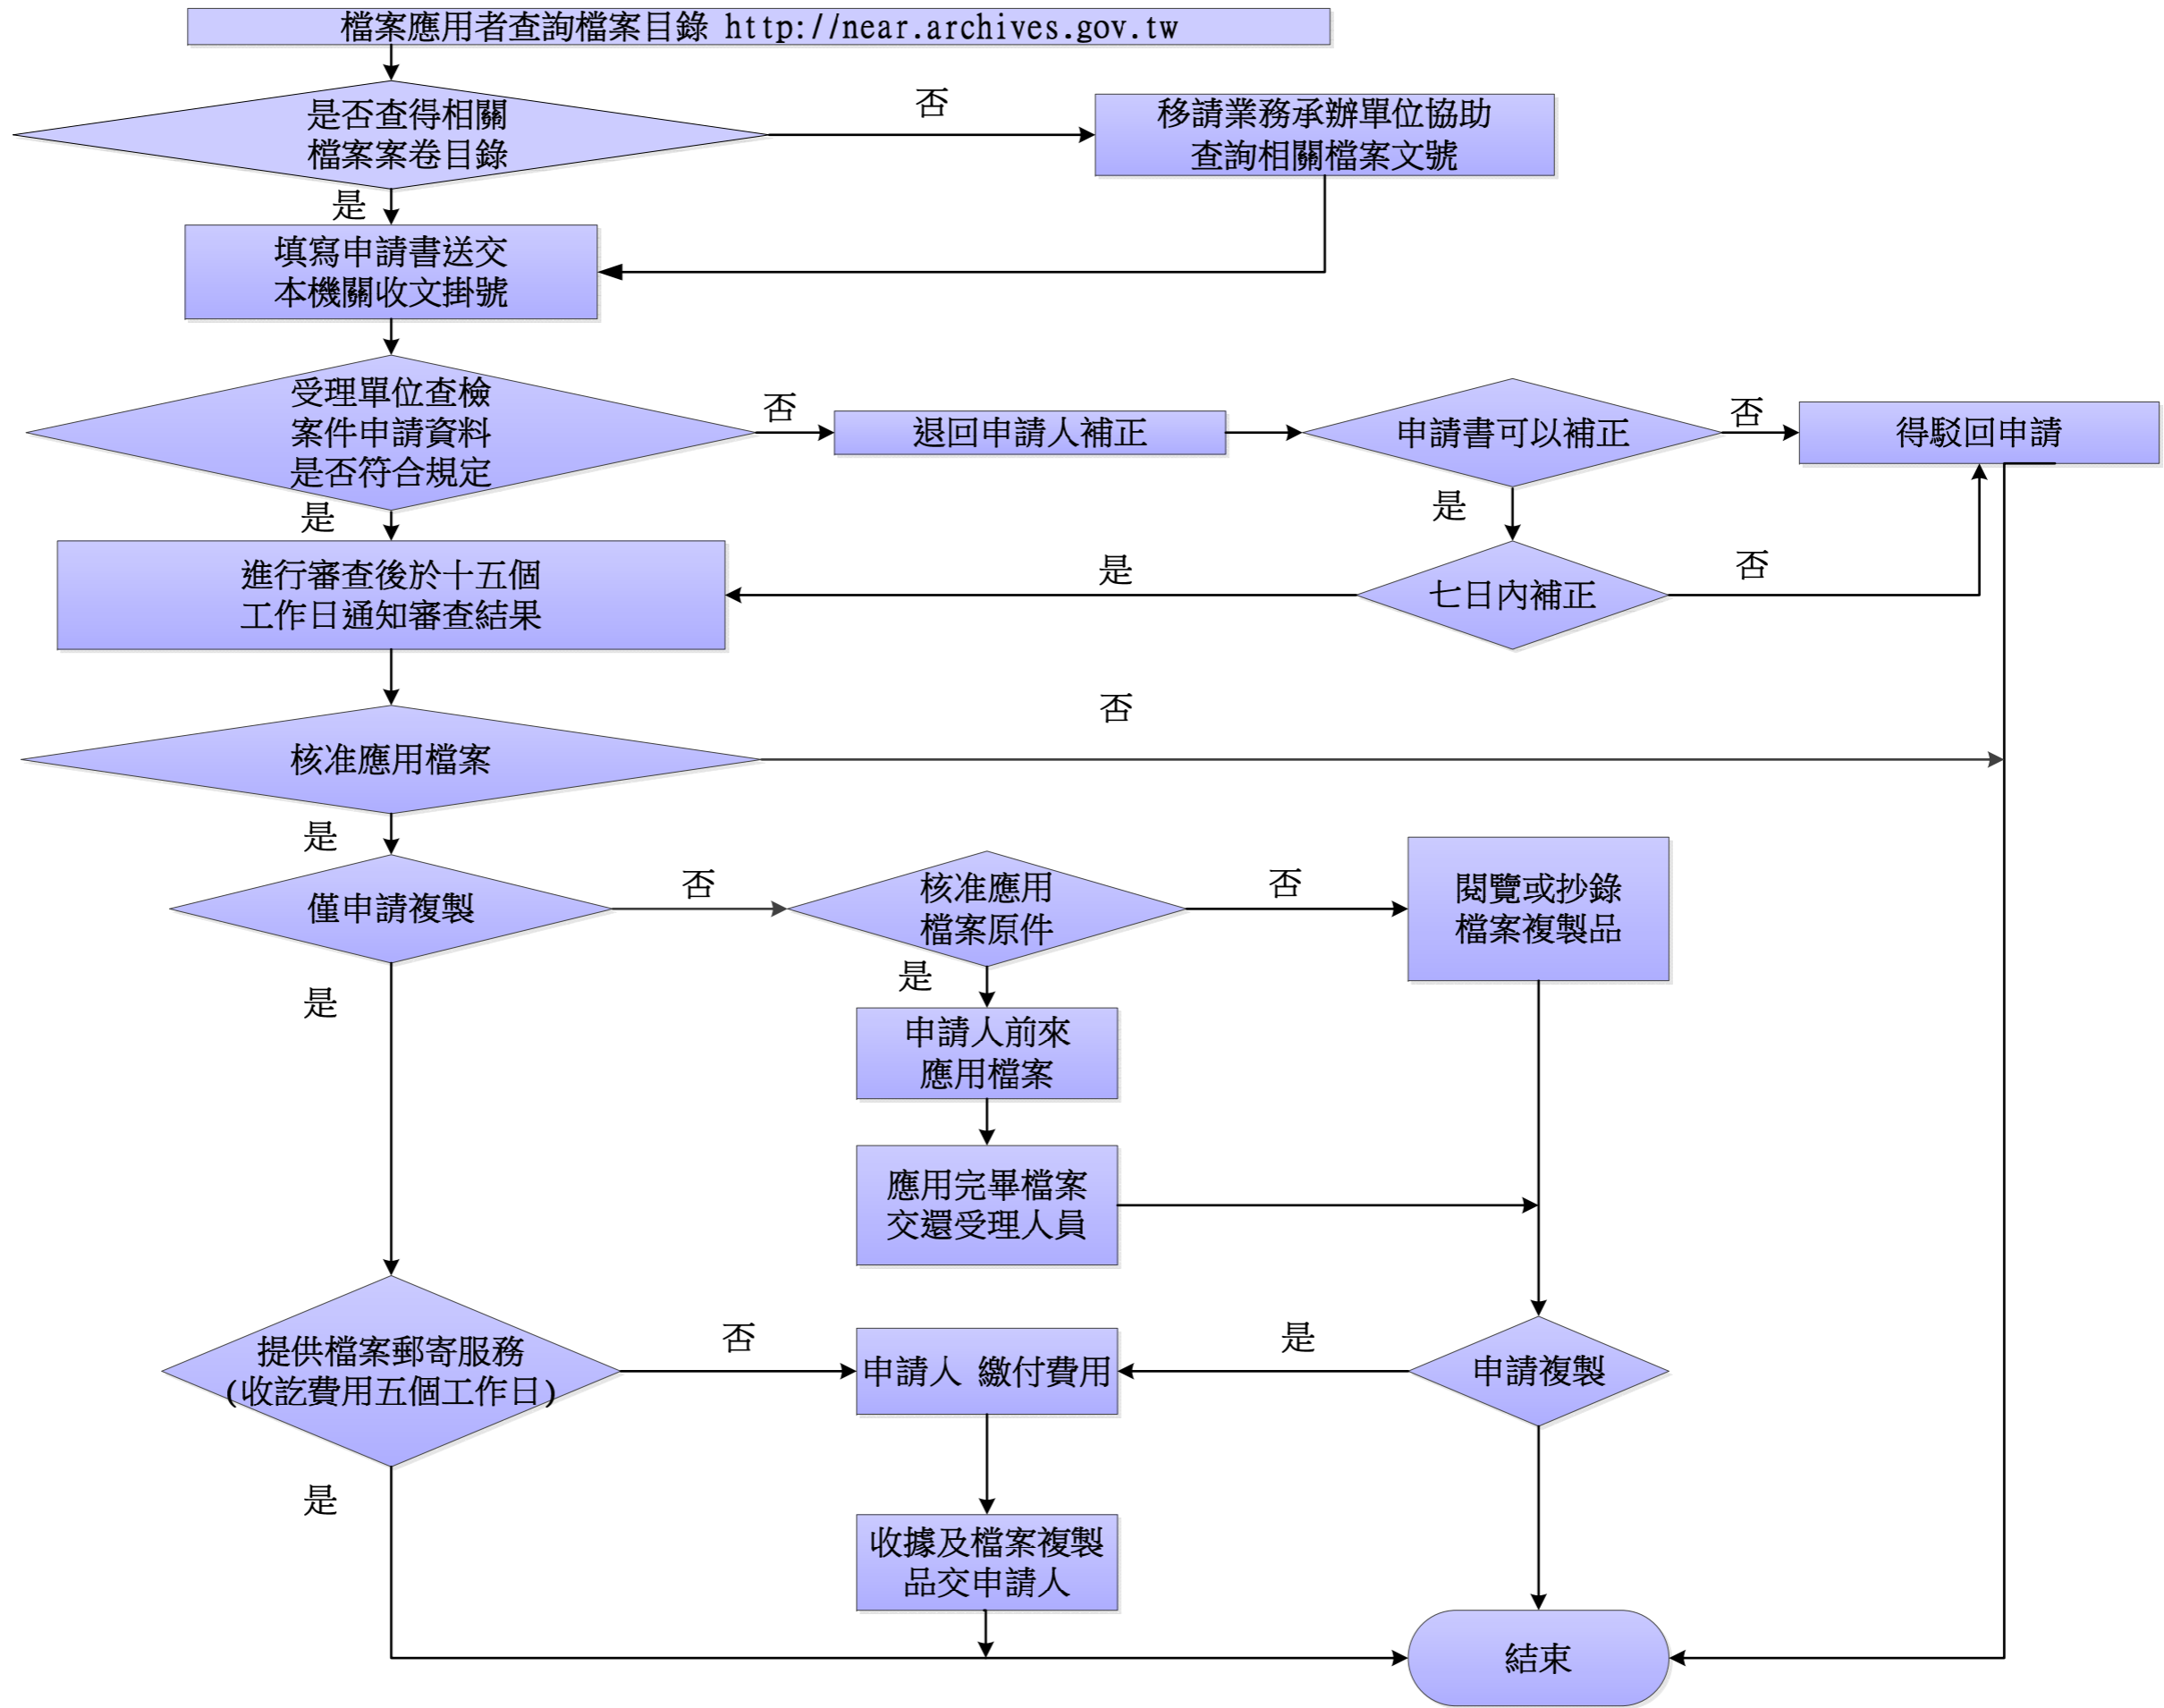 檔案應用者查詢檔案目錄 http://near.archives.gov.tw
是否查得相關
檔案案卷目錄
否
移請業務承辦單位協助
查詢相關檔案文號
是
填寫申請書送交
本機關收文掛號
受理單位查檢
案件申請資料
是否符合規定
否
退回申請人補正
申請書可以補正
否
得駁回申請
是
是
進行審查後於十五個
工作日通知審查結果
是
七日內補正
否
核准應用檔案
否
是
僅申請複製
否
核准應用
檔案原件
否
閱覽或抄錄
檔案複製品
是
是
申請人前來
應用檔案
應用完畢檔案
交還受理人員
提供檔案郵寄服務
(收訖費用五個工作日)
否
申請人 繳付費用
是
申請複製
是
收據及檔案複製
品交申請人
結束